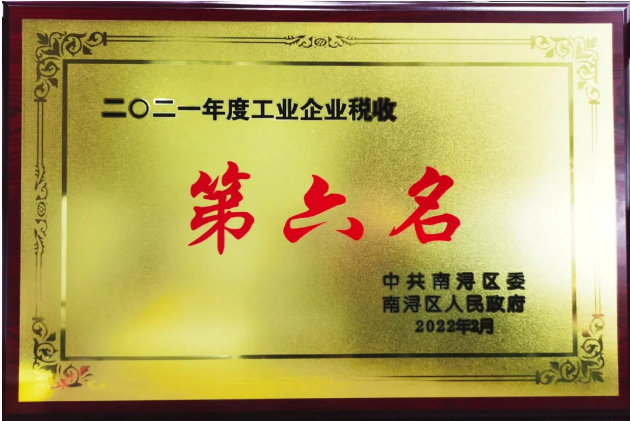 二〇二一年度工业企业税收
第六名
中共南浔区委
南浔区人民政府
2022年2月